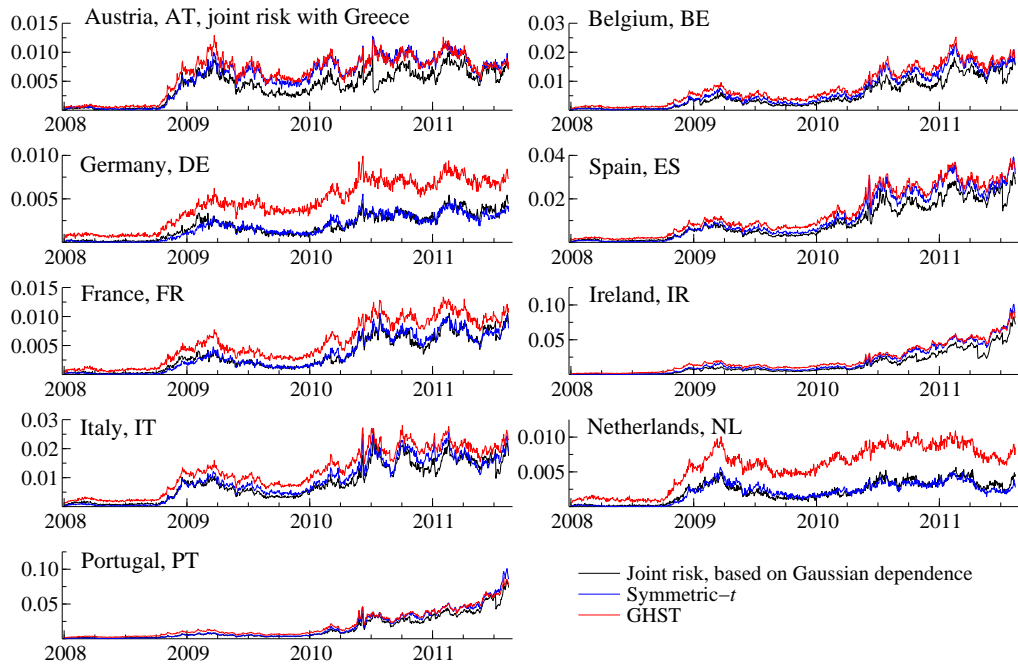 Austria, AT, joint risk with Greece
0.015
0.010
0.005
2008 2009 2010 2011
Belgium, BE
0.03
0.02
0.01
2008 2009 2010 2011
Germany, DE
0.010
0.005
2008 2009 2010 2011
Spain, ES
0.04
0.02
2008 2009 2010 2011
France, FR
0.015
0.010
0.005
2008 2009 2010 2011
Ireland, IR
0.10
0.05
2008 2009 2010 2011
Italy, IT
0.03
0.02
0.01
2008 2009 2010 2011
Netherlands, NL
0.010
0.005
2008 2009 2010 2011
Portugal, PT
0.10
0.05
2008 2009 2010 2011
Joint risk, based on Gaussian dependence
Symmetric−t
GHST